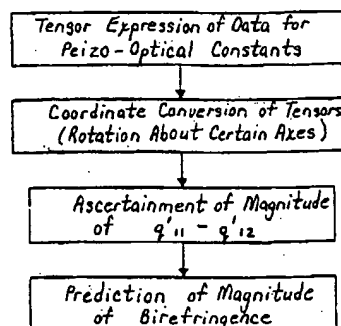 Tensor Expression of Data for
Peizo-Optical Constants
Coordinate Conversion of Tensors
(Rotation About Certain Axes)
Ascertainment of Magnitude
of q'11 - q'12
Prediction of Magnitude
of Birefringence